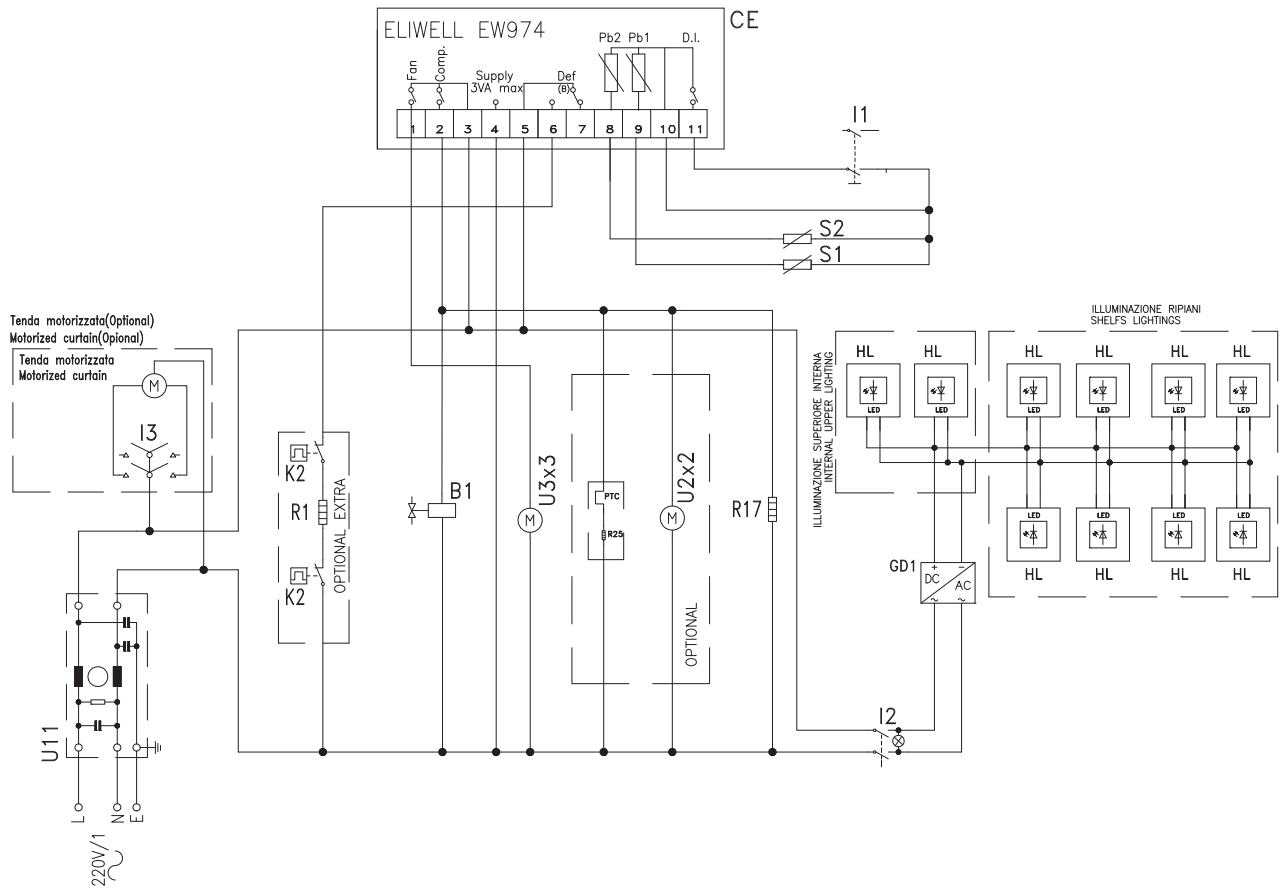 CE
ELIWELL EW974
Pb2 Pb1 D.I.
Fan
Comp.
Supply
3VA max
Def
(B)
1 2 3 4 5 6 7 8 9 10 11
I1
S2
S1
Tenda motorizzata(Optional)
Motorized curtain(Opional)
Tenda motorizzata
Motorized curtain
M
I3
ILLUMINAZIONE RIPIANI
SHELFS LIGHTINGS
ILLUMINAZIONE SUPERIORE INTERNA
INTERNAL UPPER LIGHTING
HL HL HL HL HL HL
LED LED LED LED LED LED
K2
R1
K2
OPTIONAL EXTRA
B1
U3x3
M
PTC
R25
U2x2
M
OPTIONAL
R17
LED LED LED LED
HL HL HL HL
GD1
+ −
DC
AC
~ ~
I2
U11
L N E
220V/1